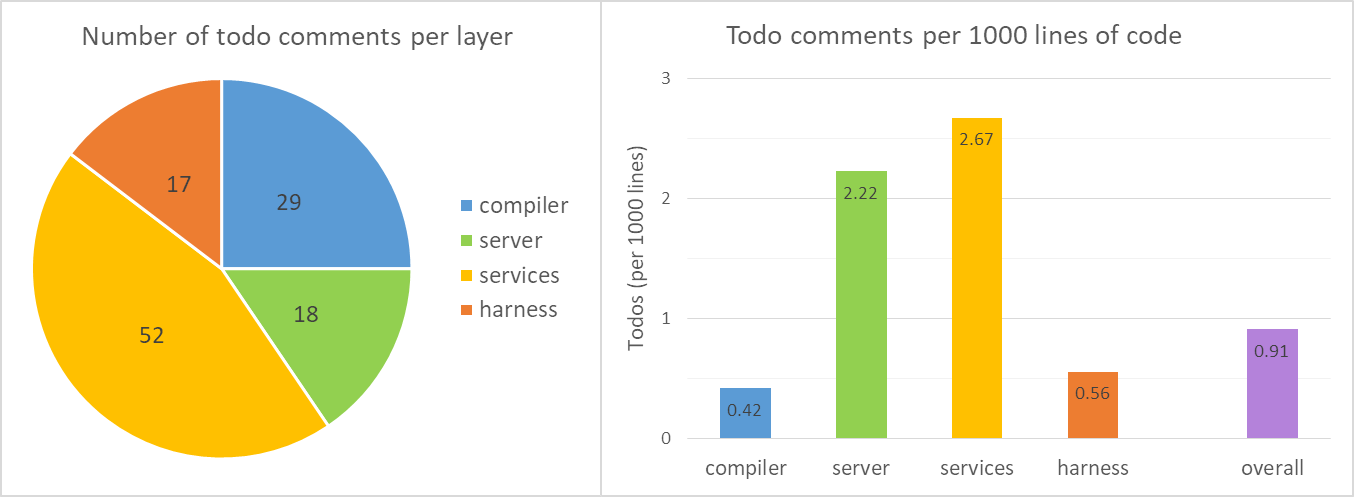 Number of todo comments per layer
17
29
18
52
compiler
server
services
harness
Todo comments per 1000 lines of code
Todos (per 1000 lines)
3
2
1
0
0.42
2.22
2.67
0.56
0.91
compiler
server
services
harness
overall